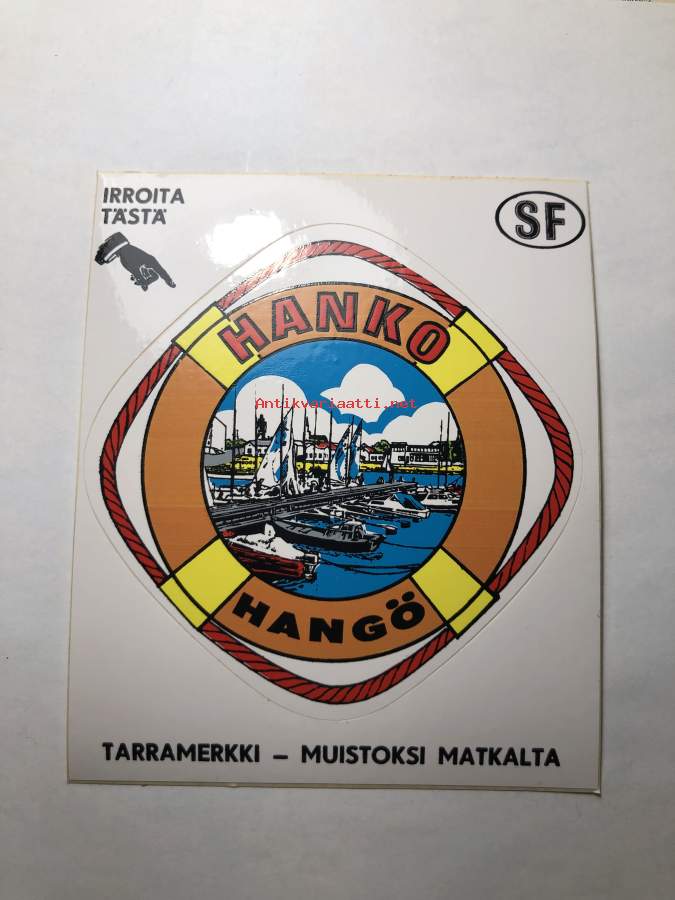 IRROITA
TÄSTÄ
SF
HANKO
Antikvariaatti.net
HANGÖ
TARRAMERKKI – MUISTOKSI MATKALTA